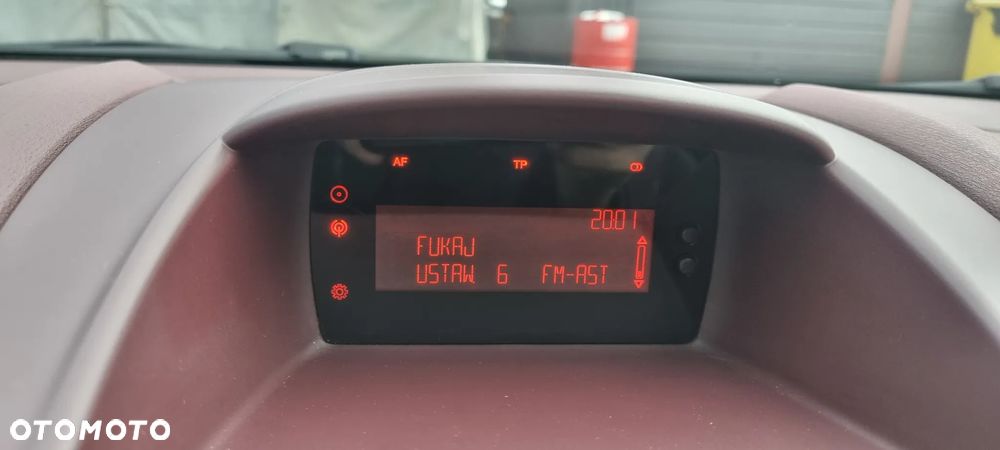 AF TP
20:01
FUKAJ
USTAW. 6 FM-AST
OTOMOTO